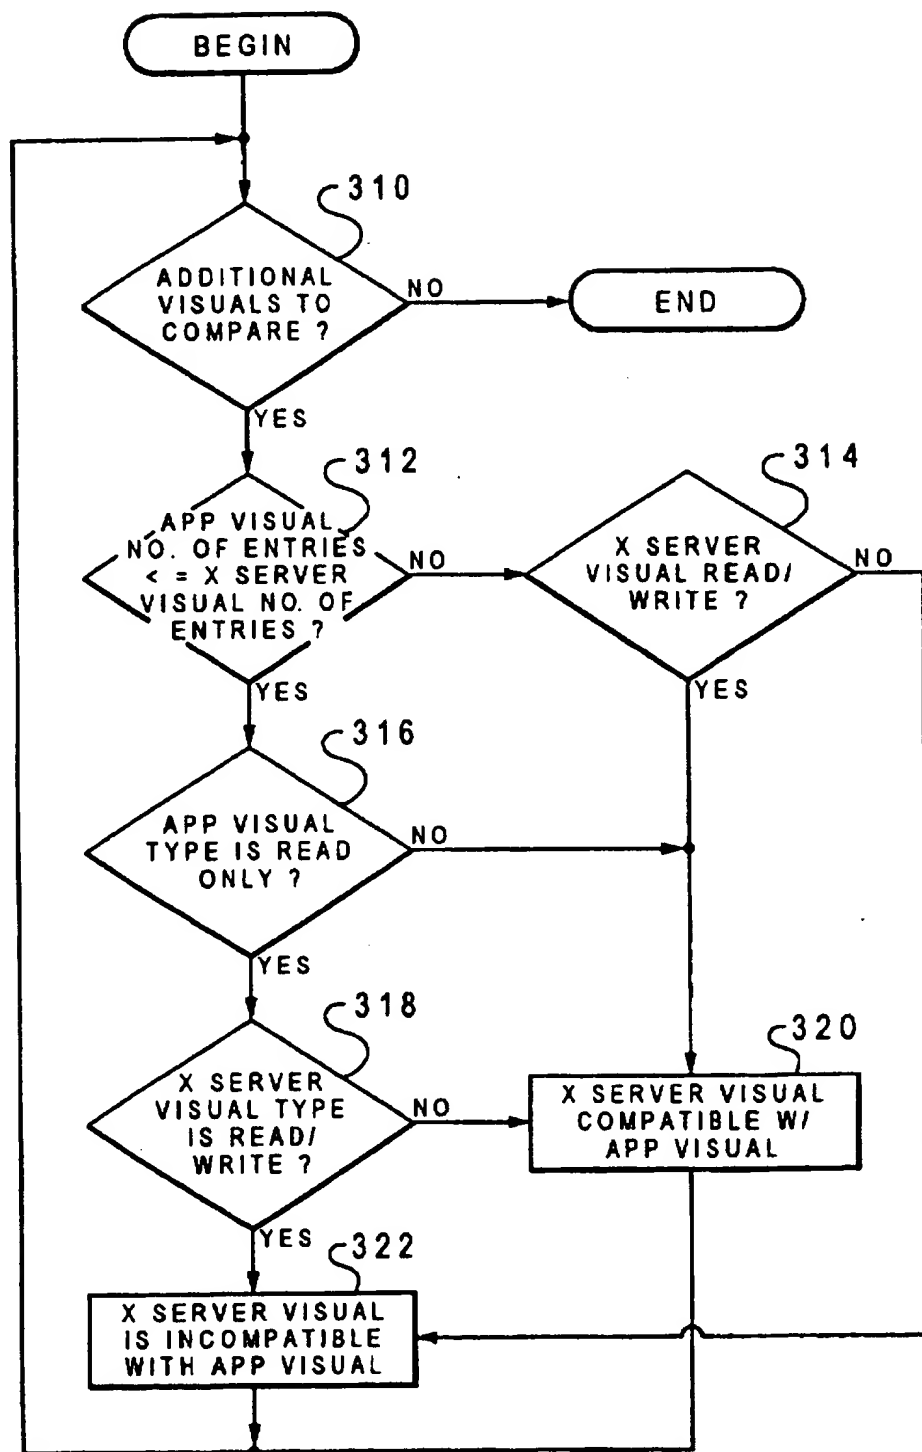 BEGIN
310
ADDITIONAL
VISUALS TO
COMPARE ?
NO
END
YES
312
APP VISUAL
NO. OF ENTRIES
< = X SERVER
VISUAL NO. OF
ENTRIES ?
NO
314
X SERVER
VISUAL READ/
WRITE ?
NO
YES
YES
316
APP VISUAL
TYPE IS READ
ONLY ?
NO
YES
318
X SERVER
VISUAL TYPE
IS READ/
WRITE ?
NO
320
X SERVER VISUAL
COMPATIBLE W/
APP VISUAL
YES
322
X SERVER VISUAL
IS INCOMPATIBLE
WITH APP VISUAL